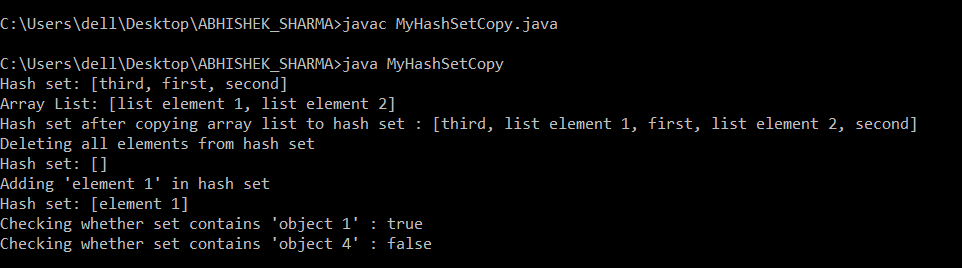 C:\Users\dell\Desktop\ABHISHEK_SHARMA>javac MyHashSetCopy.java
C:\Users\dell\Desktop\ABHISHEK_SHARMA>java MyHashSetCopy
Hash set: [third, first, second]
Array List: [list element 1, list element 2]
Hash set after copying array list to hash set : [third, list element 1, first, list element 2, second]
Deleting all elements from hash set
Hash set: []
Adding 'element 1' in hash set
Hash set: [element 1]
Checking whether set contains 'object 1' : true
Checking whether set contains 'object 4' : false